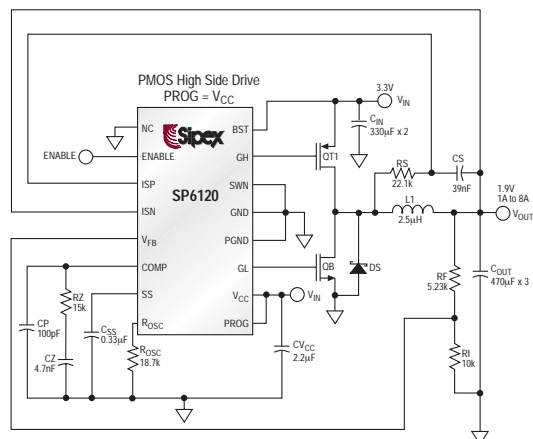 PMOS High Side Drive
PROG = VCC
Sipex
SP6120
NC
ENABLE
ISP
ISN
VFB
COMP
SS
ROSC
BST
GH
SWN
GND
PGND
GL
VCC
PROG
ENABLE
3.3V
VIN
CIN
330µF x 2
QT1
RS
22.1k
CS
39nF
L1
2.5µH
1.9V
1A to 8A
VOUT
QB
DS
RF
5.23k
COUT
470µF x 3
RI
10k
VIN
CVCC
2.2µF
RZ
15k
CP
100pF
CZ
4.7nF
CSS
0.33µF
ROSC
18.7k